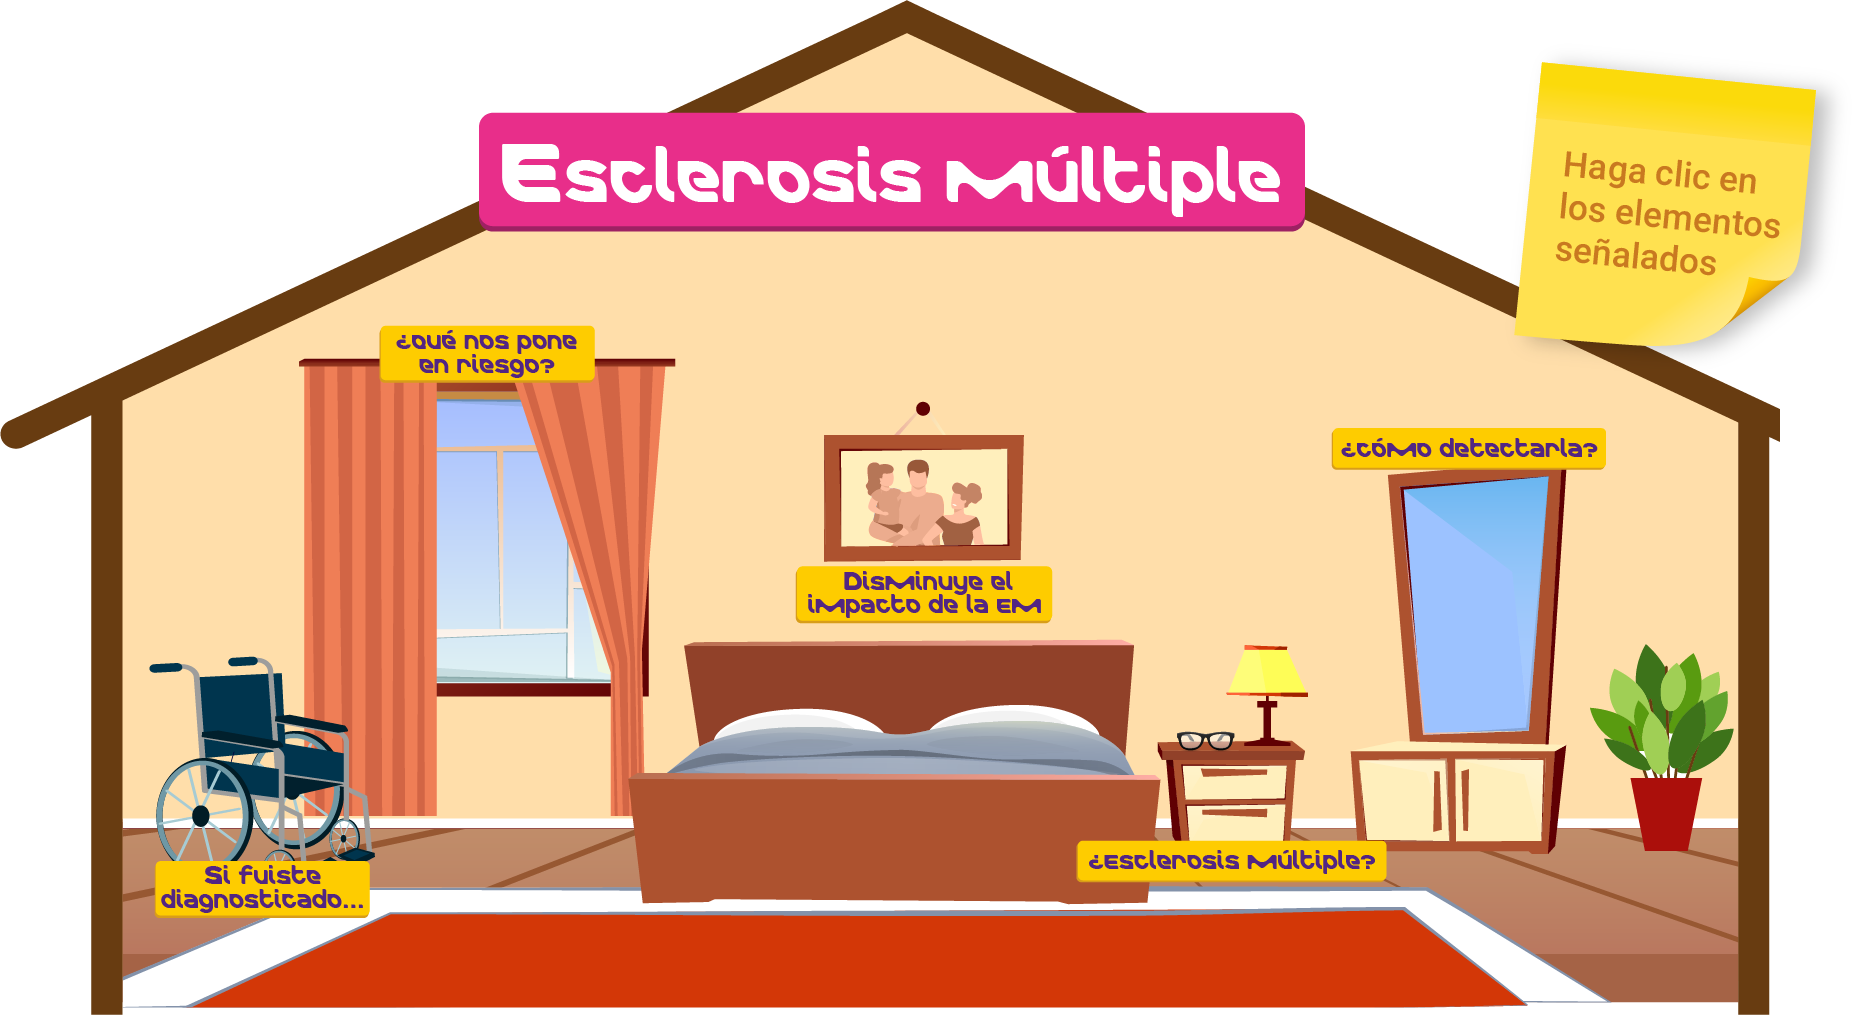 Esclerosis Múltiple
Haga clic en
los elementos
señalados
¿Qué nos pone
en riesgo?
¿Cómo detectarla?
Disminuye el
impacto de la EM
¿Esclerosis Múltiple?
Si fuiste
diagnosticado...